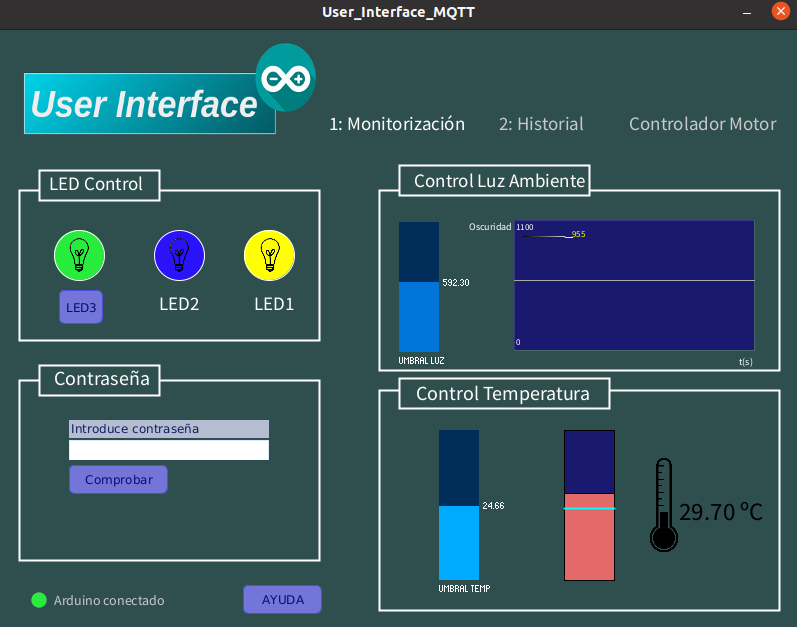 User_Interface_MQTT
User Interface
1: Monitorización
2: Historial
Controlador Motor
LED Control
LED3
LED2
LED1
Control Luz Ambiente
Oscuridad
1100
955
592.30
0
UMBRAL LUZ
t(s)
Contraseña
Introduce contraseña
Comprobar
Control Temperatura
24.66
29.70 ºC
UMBRAL TEMP
Arduino conectado
AYUDA